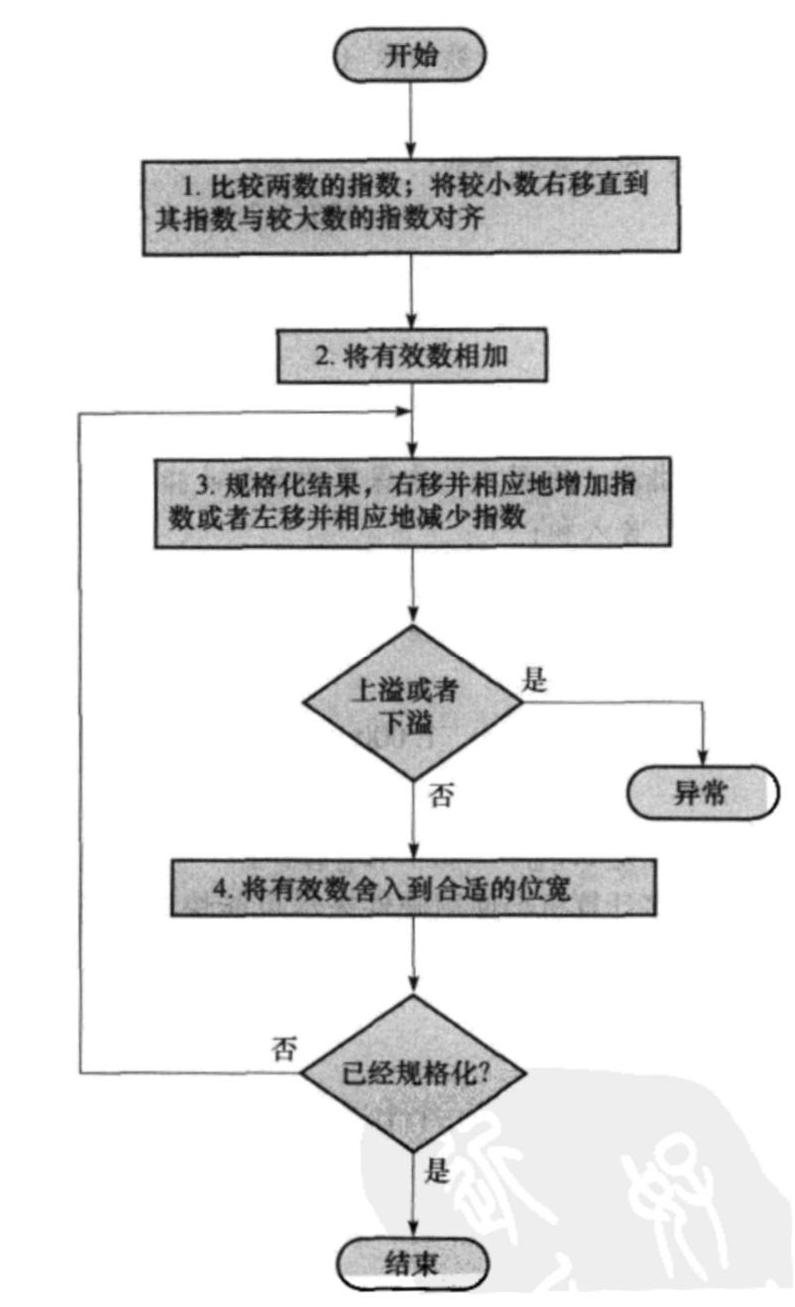 开始
1. 比较两数的指数；将较小数右移直到
其指数与较大数的指数对齐
2. 将有效数相加
3. 规格化结果，右移并相应地增加指
数或者左移并相应地减少指数
上溢或者
下溢
是
异常
否
4. 将有效数舍入到合适的位宽
否
已经规格化?
是
结束